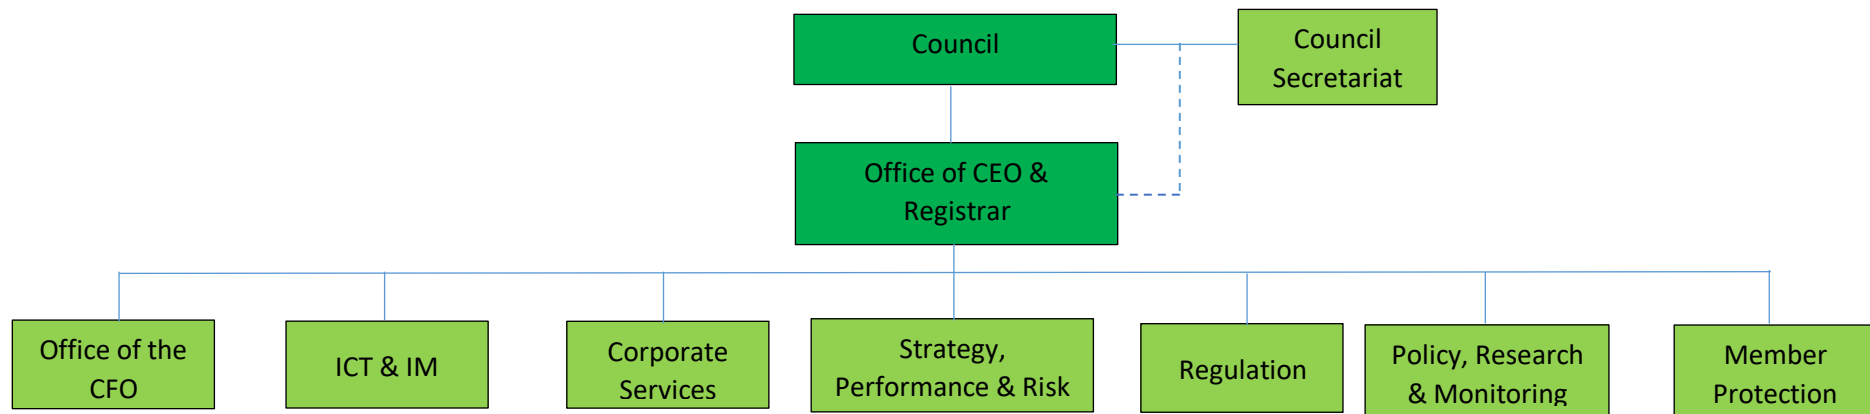 Council
Council
Secretariat
Office of CEO &
Registrar
Office of the
CFO
ICT & IM
Corporate
Services
Strategy,
Performance & Risk
Regulation
Policy, Research
& Monitoring
Member
Protection